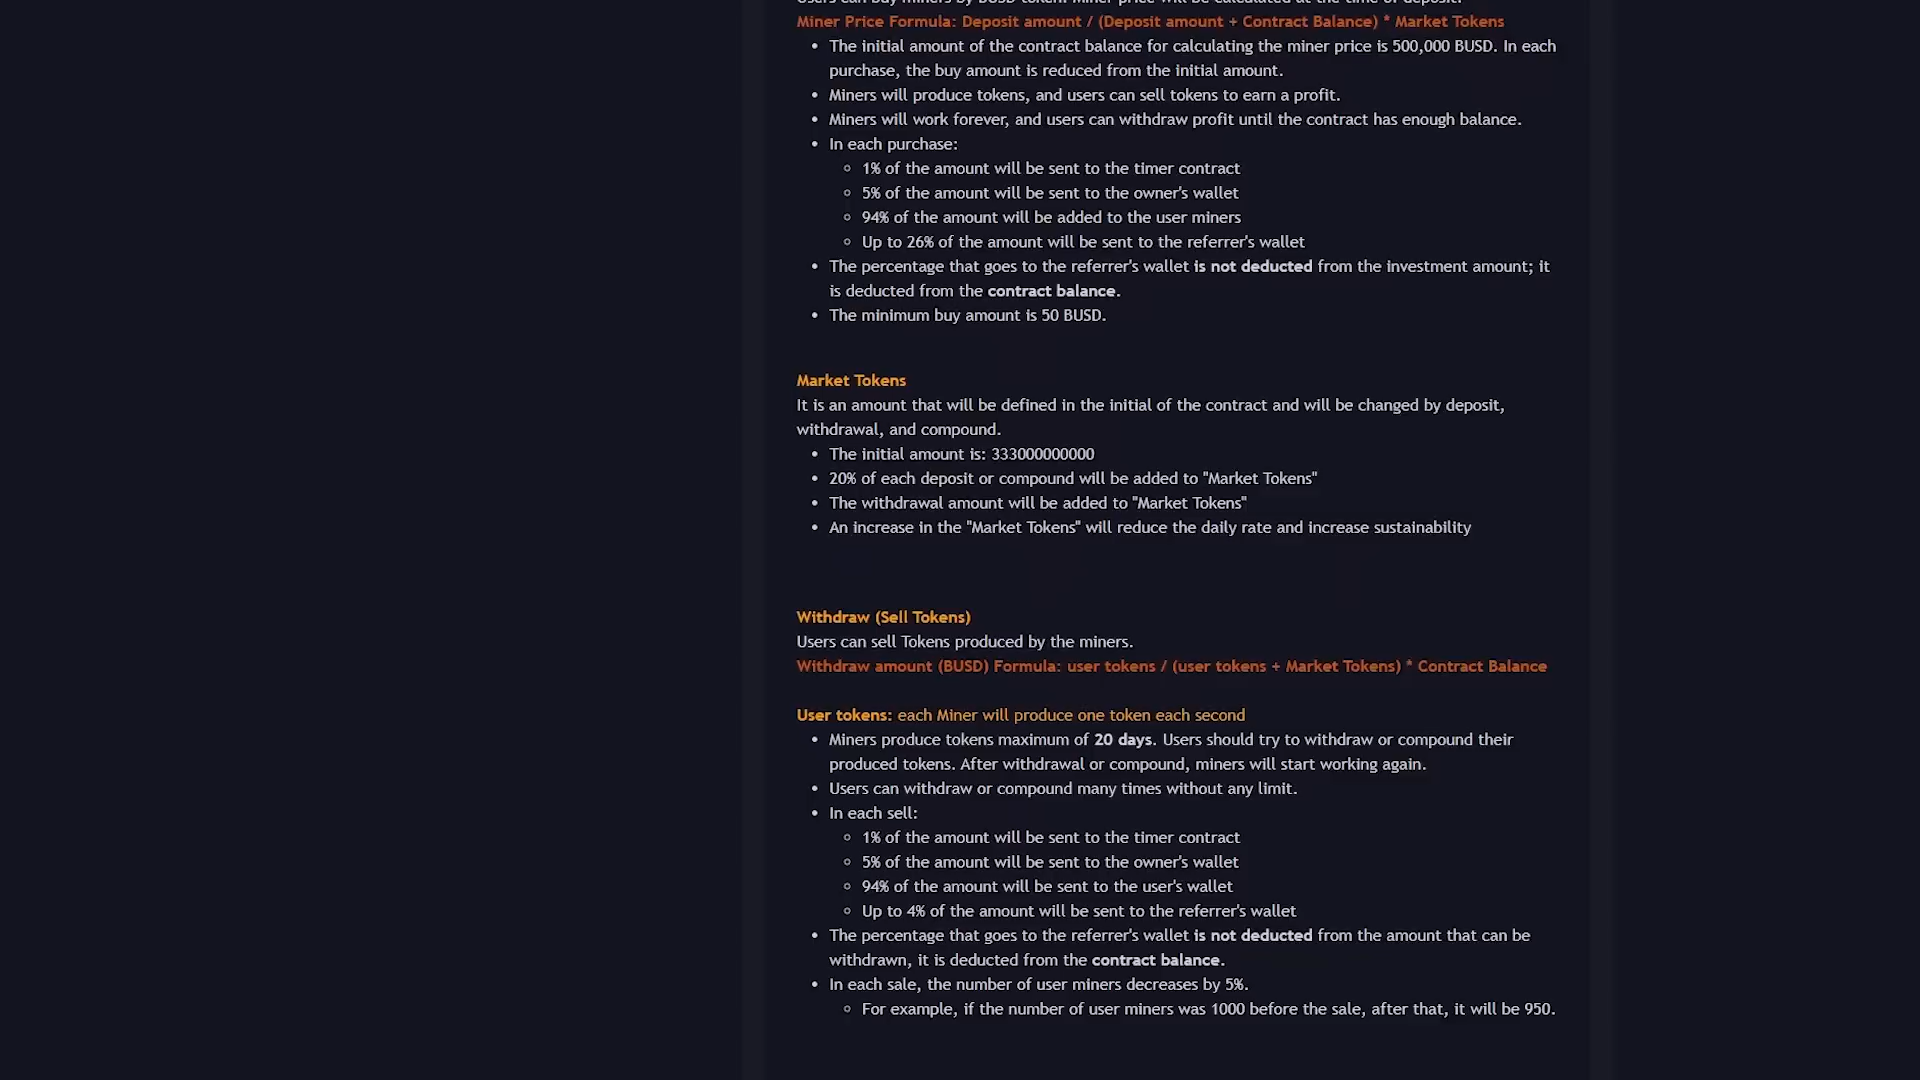 Users can buy miners by BUSD token. Miner price will be calculated at the time of deposit.
Miner Price Formula: Deposit amount / (Deposit amount + Contract Balance) * Market Tokens
• The initial amount of the contract balance for calculating the miner price is 500,000 BUSD. In each
purchase, the buy amount is reduced from the initial amount.
• Miners will produce tokens, and users can sell tokens to earn a profit.
• Miners will work forever, and users can withdraw profit until the contract has enough balance.
• In each purchase:
◦ 1% of the amount will be sent to the timer contract
◦ 5% of the amount will be sent to the owner's wallet
◦ 94% of the amount will be added to the user miners
◦ Up to 26% of the amount will be sent to the referrer's wallet
• The percentage that goes to the referrer's wallet is not deducted from the investment amount; it
is deducted from the contract balance.
• The minimum buy amount is 50 BUSD.
Market Tokens
It is an amount that will be defined in the initial of the contract and will be changed by deposit,
withdrawal, and compound.
• The initial amount is: 333000000000
• 20% of each deposit or compound will be added to "Market Tokens"
• The withdrawal amount will be added to "Market Tokens"
• An increase in the "Market Tokens" will reduce the daily rate and increase sustainability
Withdraw (Sell Tokens)
Users can sell Tokens produced by the miners.
Withdraw amount (BUSD) Formula: user tokens / (user tokens + Market Tokens) * Contract Balance
User tokens: each Miner will produce one token each second
• Miners produce tokens maximum of 20 days. Users should try to withdraw or compound their
produced tokens. After withdrawal or compound, miners will start working again.
• Users can withdraw or compound many times without any limit.
• In each sell:
◦ 1% of the amount will be sent to the timer contract
◦ 5% of the amount will be sent to the owner's wallet
◦ 94% of the amount will be sent to the user's wallet
◦ Up to 4% of the amount will be sent to the referrer's wallet
• The percentage that goes to the referrer's wallet is not deducted from the amount that can be
withdrawn, it is deducted from the contract balance.
• In each sale, the number of user miners decreases by 5%.
◦ For example, if the number of user miners was 1000 before the sale, after that, it will be 950.